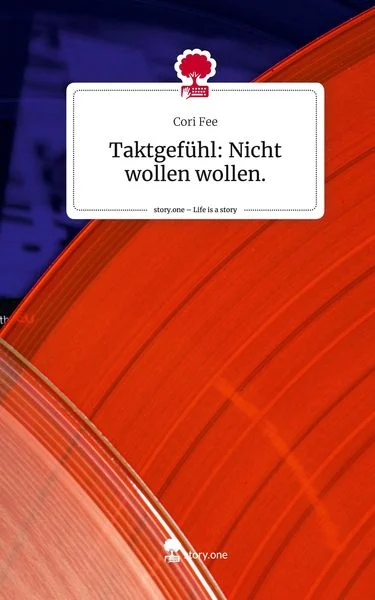 Cori Fee
Taktgefühl: Nicht
wollen wollen.
story.one – Life is a story
story.one